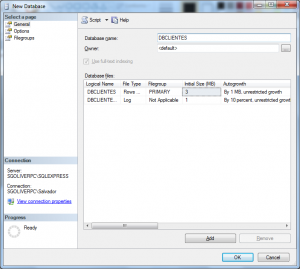 New Database
Select a page
General
Options
Filegroups
Script
Help
Database name: DBCLIENTES
Owner: <default>
...
Use full-text indexing
Database files:
Logical Name File Type Filegroup Initial Size (MB) Autogrowth
DBCLIENTES Rows ... PRIMARY 3 By 1 MB, unrestricted growth
DBCLIENTE... Log Not Applicable 1 By 10 percent, unrestricted growth
Connection
Server:
SGOLIVERPC\SQLEXPRESS
Connection:
SGOLIVERPC\Salvador
View connection properties
Progress
Ready
Add Remove
OK Cancel